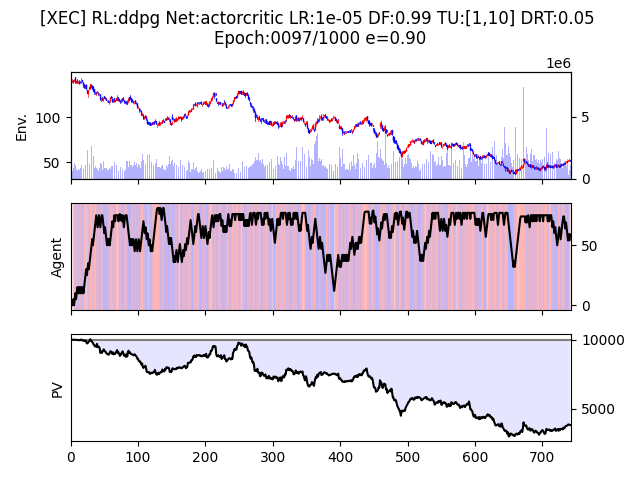 [XEC] RL:ddpg Net:actorcritic LR:1e-05 DF:0.99 TU:[1,10] DRT:0.05
Epoch:0097/1000 e=0.90
1e6
Env.
100
50
5
0
Agent
50
0
PV
10000
5000
0 100 200 300 400 500 600 700